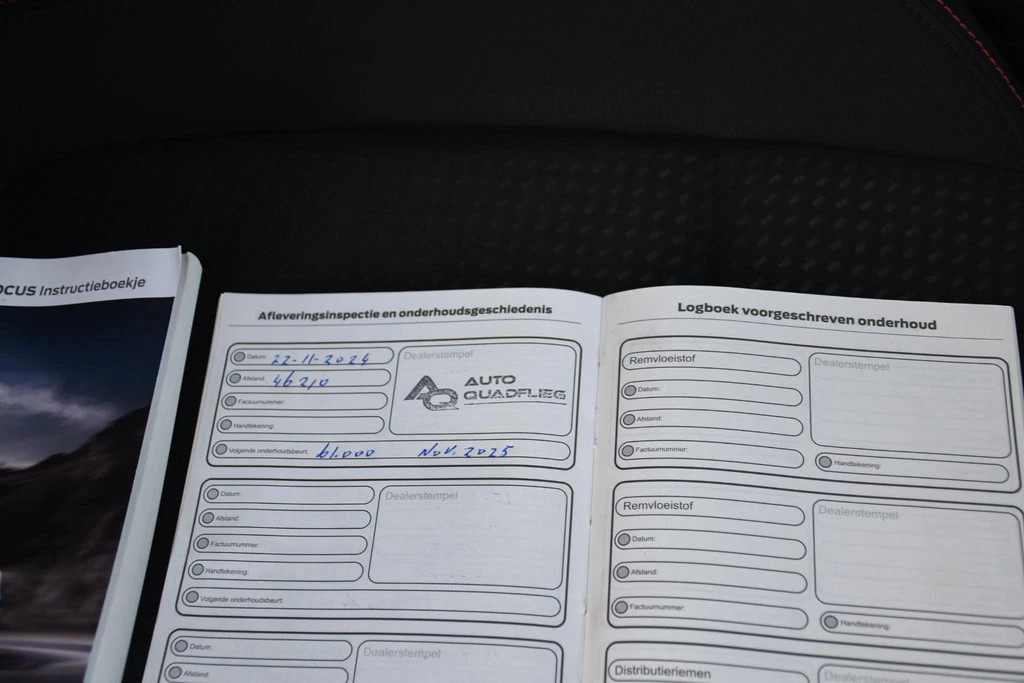 OCUS Instructieboekje
Afleveringsinspectie en onderhoudsgeschiedenis
Datum: 22-11-2024
Afstand: 46210
Factuurnummer:
Handtekening:
Dealerstempel
AQ AUTO
QUADFLIEG
Volgende onderhoudsbeurt: 61.000 Nov. 2025
Datum:
Afstand:
Factuurnummer:
Handtekening:
Dealerstempel
Volgende onderhoudsbeurt:
Datum:
Afstand:
Dealerstempel
Logboek voorgeschreven onderhoud
Remvloeistof
Datum:
Afstand:
Factuurnummer:
Dealerstempel
Handtekening:
Remvloeistof
Datum:
Afstand:
Factuurnummer:
Dealerstempel
Handtekening:
Distributieriemen
Dealerstempel